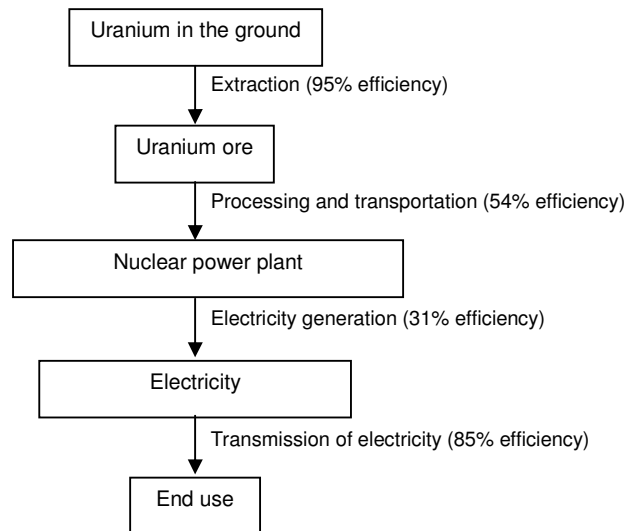 Uranium in the ground
Extraction (95% efficiency)
Uranium ore
Processing and transportation (54% efficiency)
Nuclear power plant
Electricity generation (31% efficiency)
Electricity
Transmission of electricity (85% efficiency)
End use